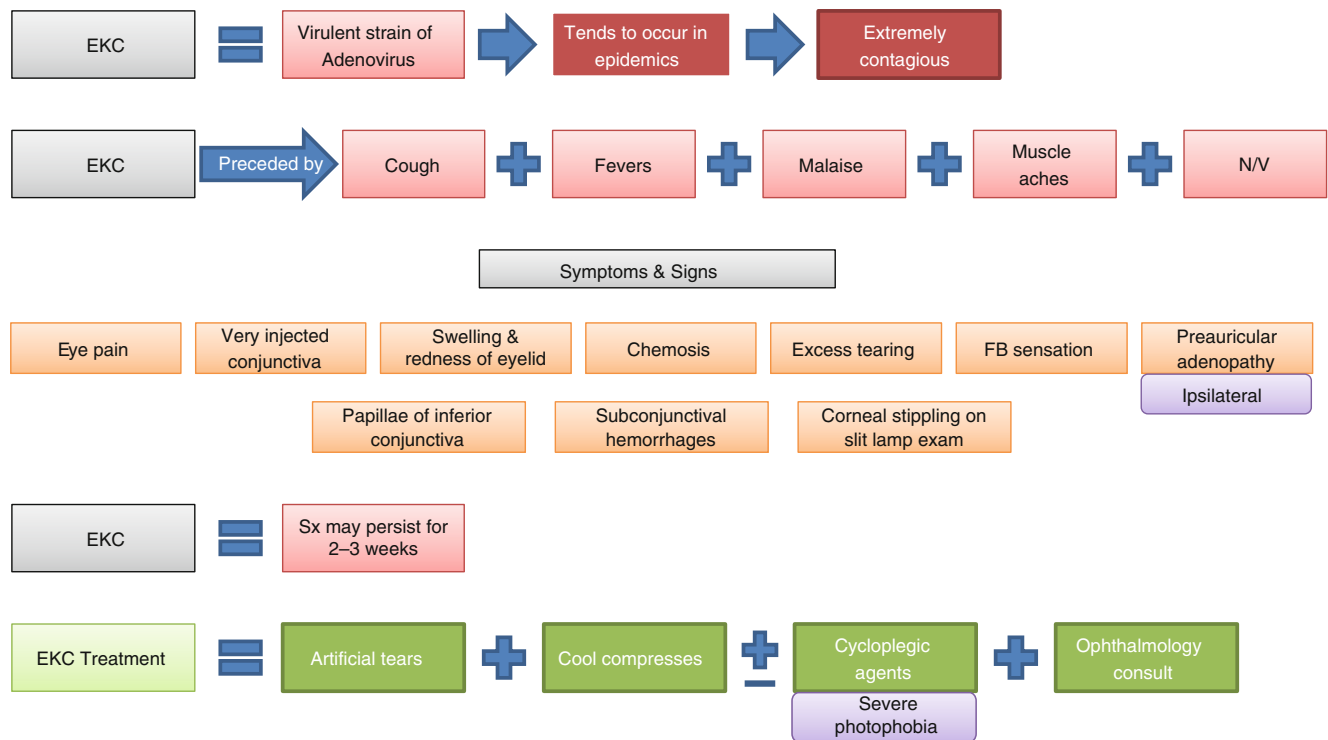 EKC
Virulent strain of
Adenovirus
Tends to occur in
epidemics
Extremely
contagious
EKC
Preceded by
Cough
Fevers
Malaise
Muscle
aches
N/V
Symptoms & Signs
Eye pain
Very injected
conjunctiva
Swelling &
redness of eyelid
Chemosis
Excess tearing
FB sensation
Preauricular
adenopathy
Ipsilateral
Papillae of inferior
conjunctiva
Subconjunctival
hemorrhages
Corneal stippling on
slit lamp exam
EKC
Sx may persist for
2–3 weeks
EKC Treatment
Artificial tears
Cool compresses
Cycloplegic
agents
Severe
photophobia
Ophthalmology
consult